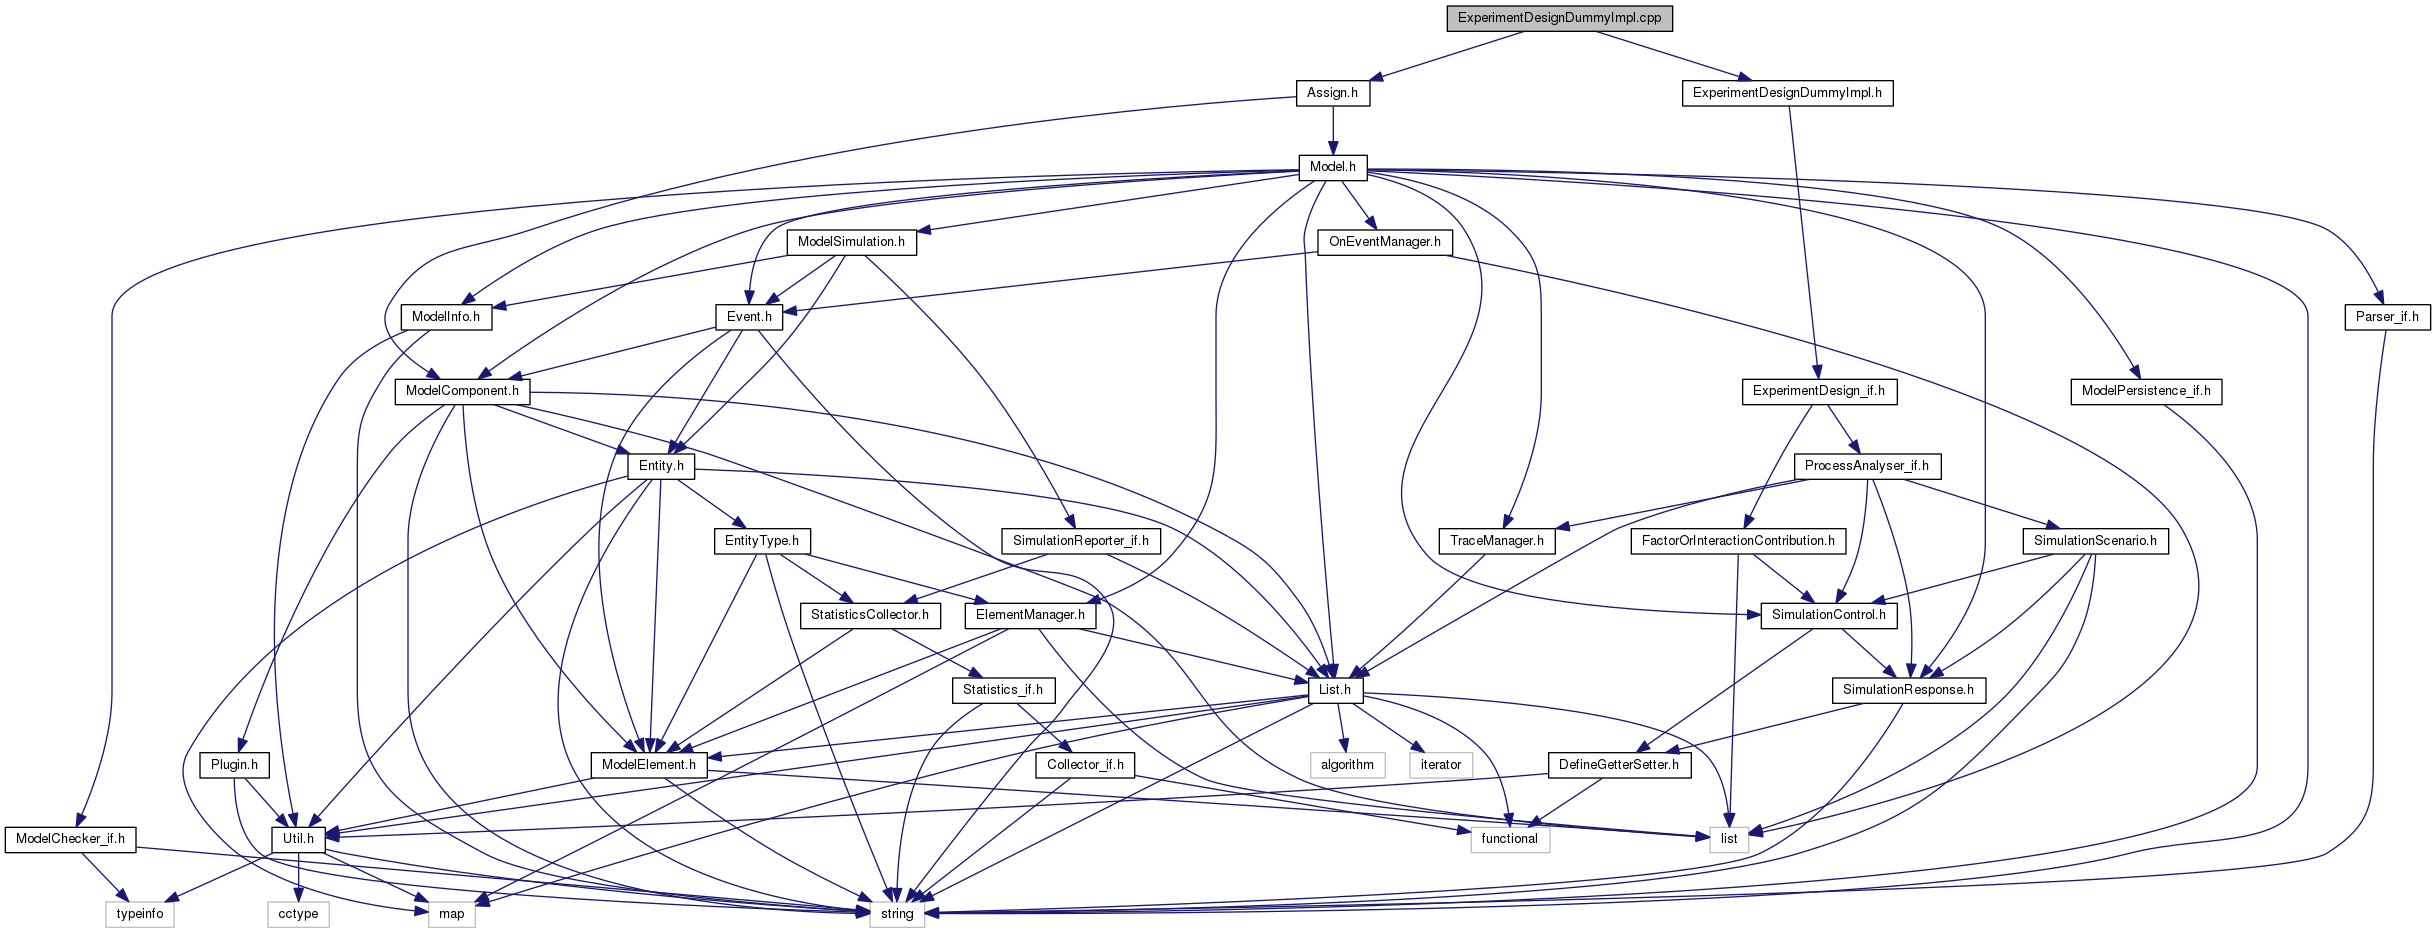 ExperimentDesignDummyImpl.cpp
Assign.h
ExperimentDesignDummyImpl.h
Model.h
ModelSimulation.h
OnEventManager.h
ModelInfo.h
Event.h
Parser_if.h
ModelComponent.h
ExperimentDesign_if.h
ModelPersistence_if.h
Entity.h
ProcessAnalyser_if.h
EntityType.h
SimulationReporter_if.h
TraceManager.h
FactorOrInteractionContribution.h
SimulationScenario.h
StatisticsCollector.h
ElementManager.h
SimulationControl.h
Statistics_if.h
List.h
SimulationResponse.h
Plugin.h
ModelElement.h
Collector_if.h
algorithm
iterator
DefineGetterSetter.h
ModelChecker_if.h
Util.h
functional
list
typeinfo
cctype
map
string